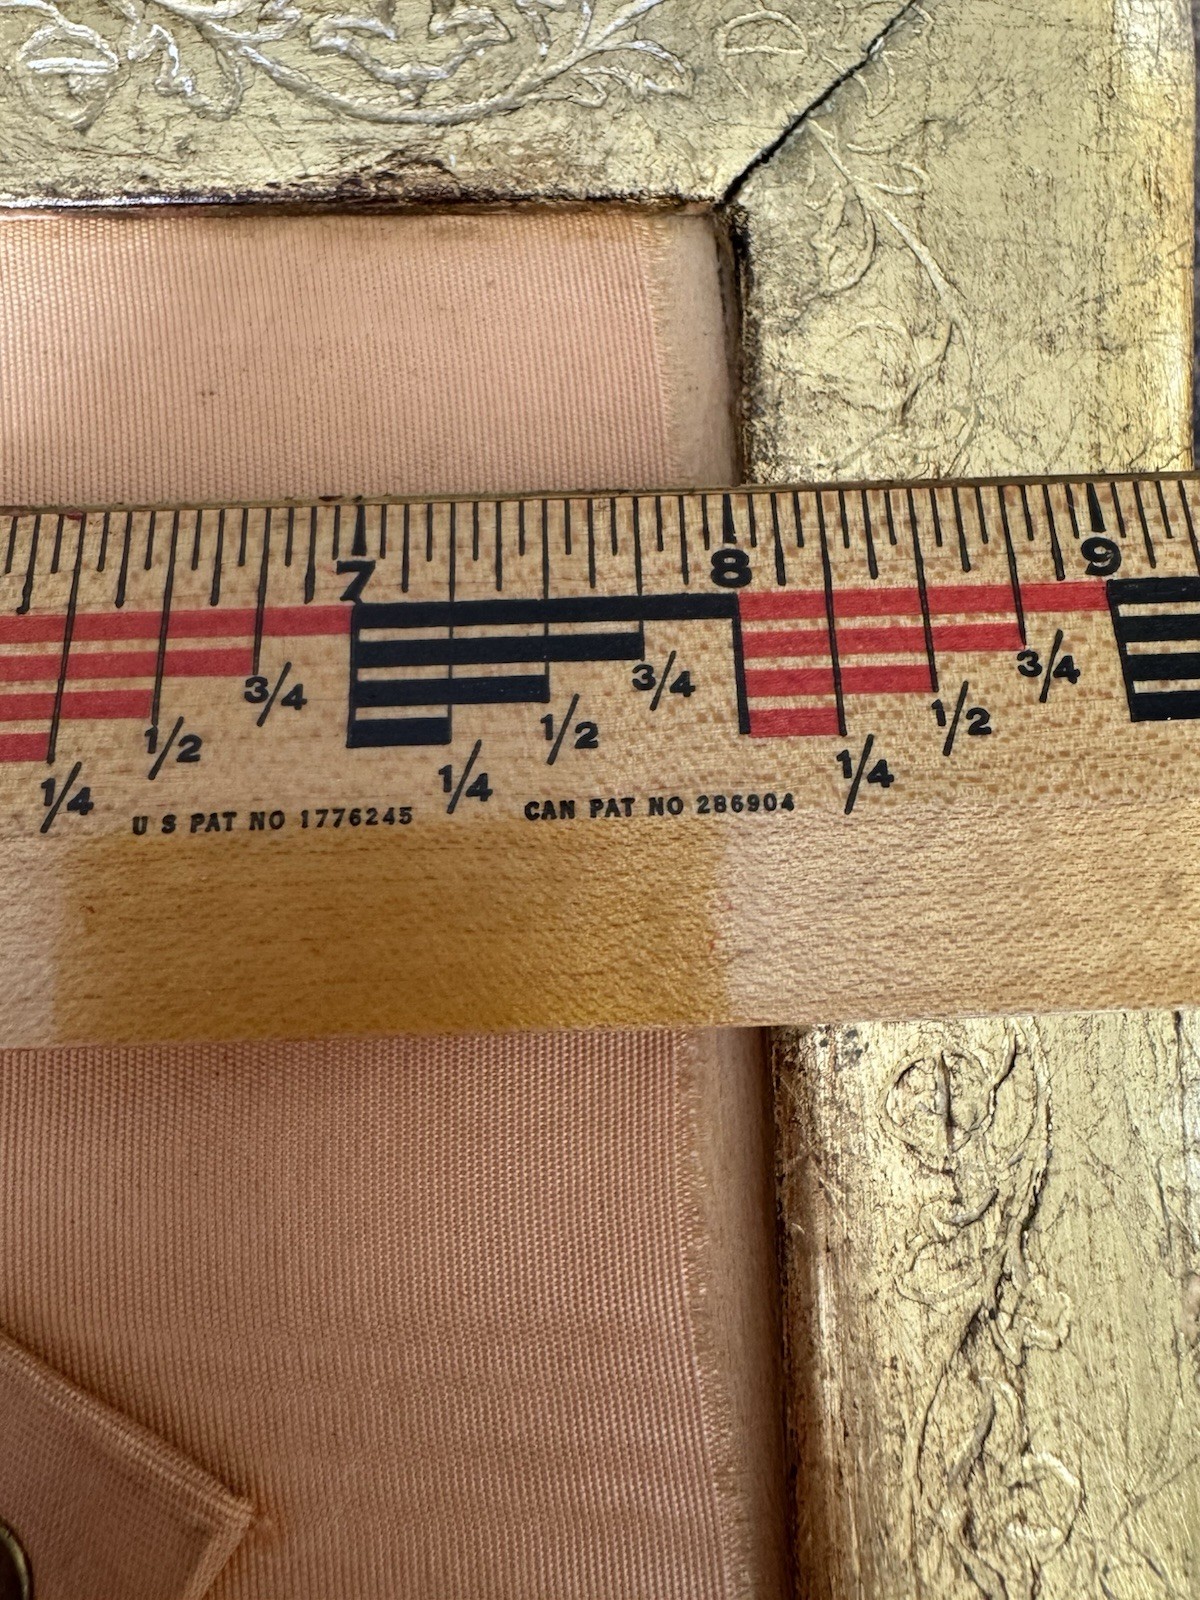 7 8 9
3/4 3/4 3/4
1/2 1/2 1/2
1/4 1/4 1/4
U S PAT NO 1776245 CAN PAT NO 286904